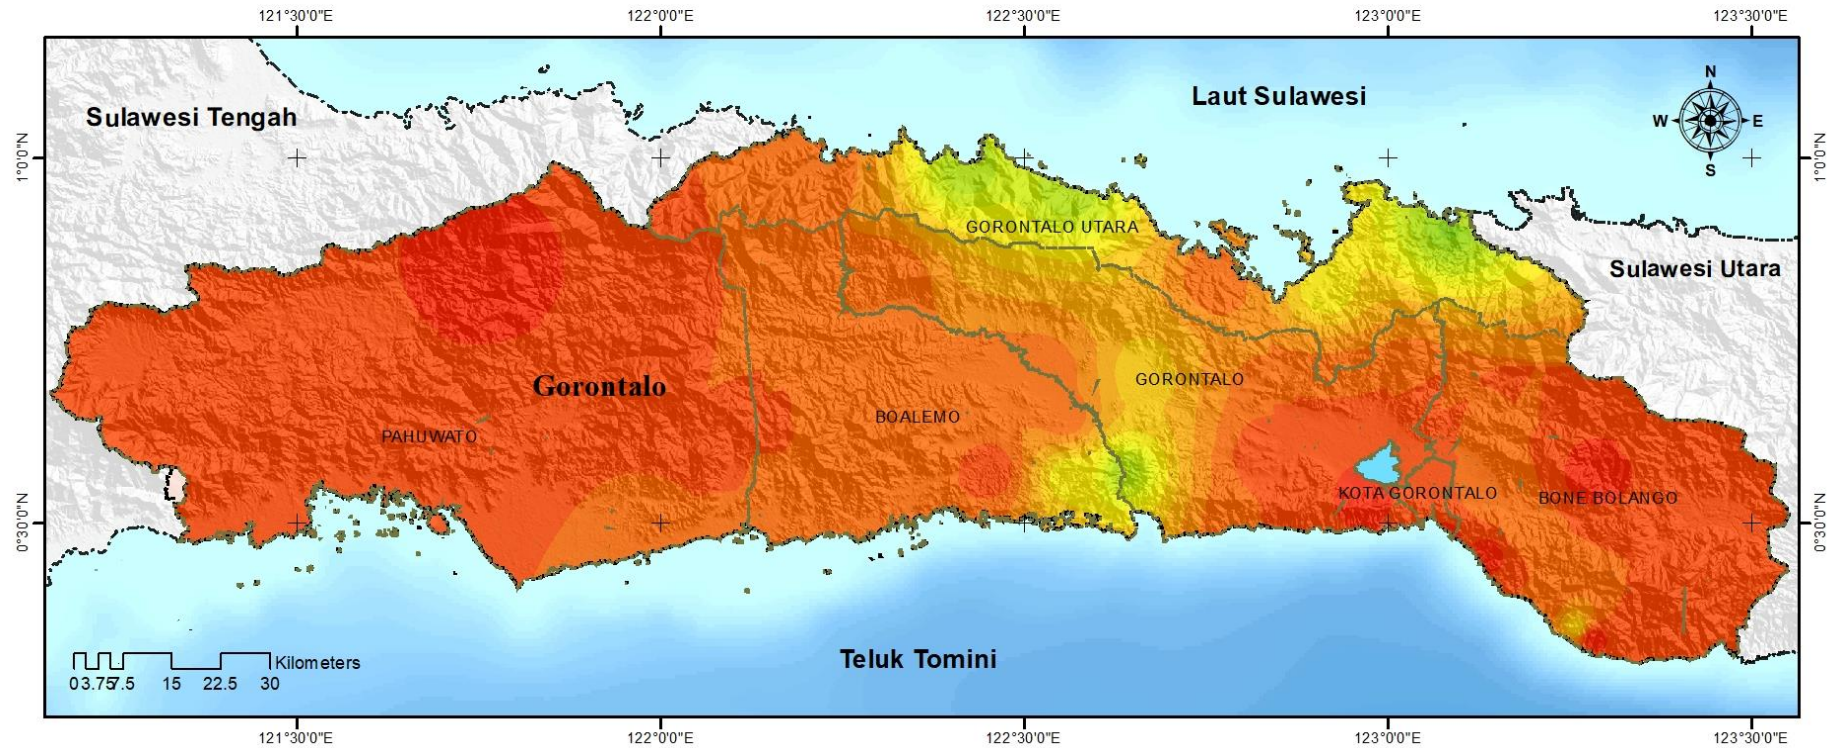 121°30'0"E 122°0'0"E 122°30'0"E 123°0'0"E 123°30'0"E
N
W E
S
Laut Sulawesi
Sulawesi Tengah
1°0'0"N 1°0'0"N
GORONTALO UTARA
Sulawesi Utara
Gorontalo
GORONTALO
BOALEMO
PAHUWATO
KOTA GORONTALO
BONE BOLANGO
0°30'0"N 0°30'0"N
Teluk Tomini
Kilometers
0 3.75 7.5 15 22.5 30
121°30'0"E 122°0'0"E 122°30'0"E 123°0'0"E 123°30'0"E